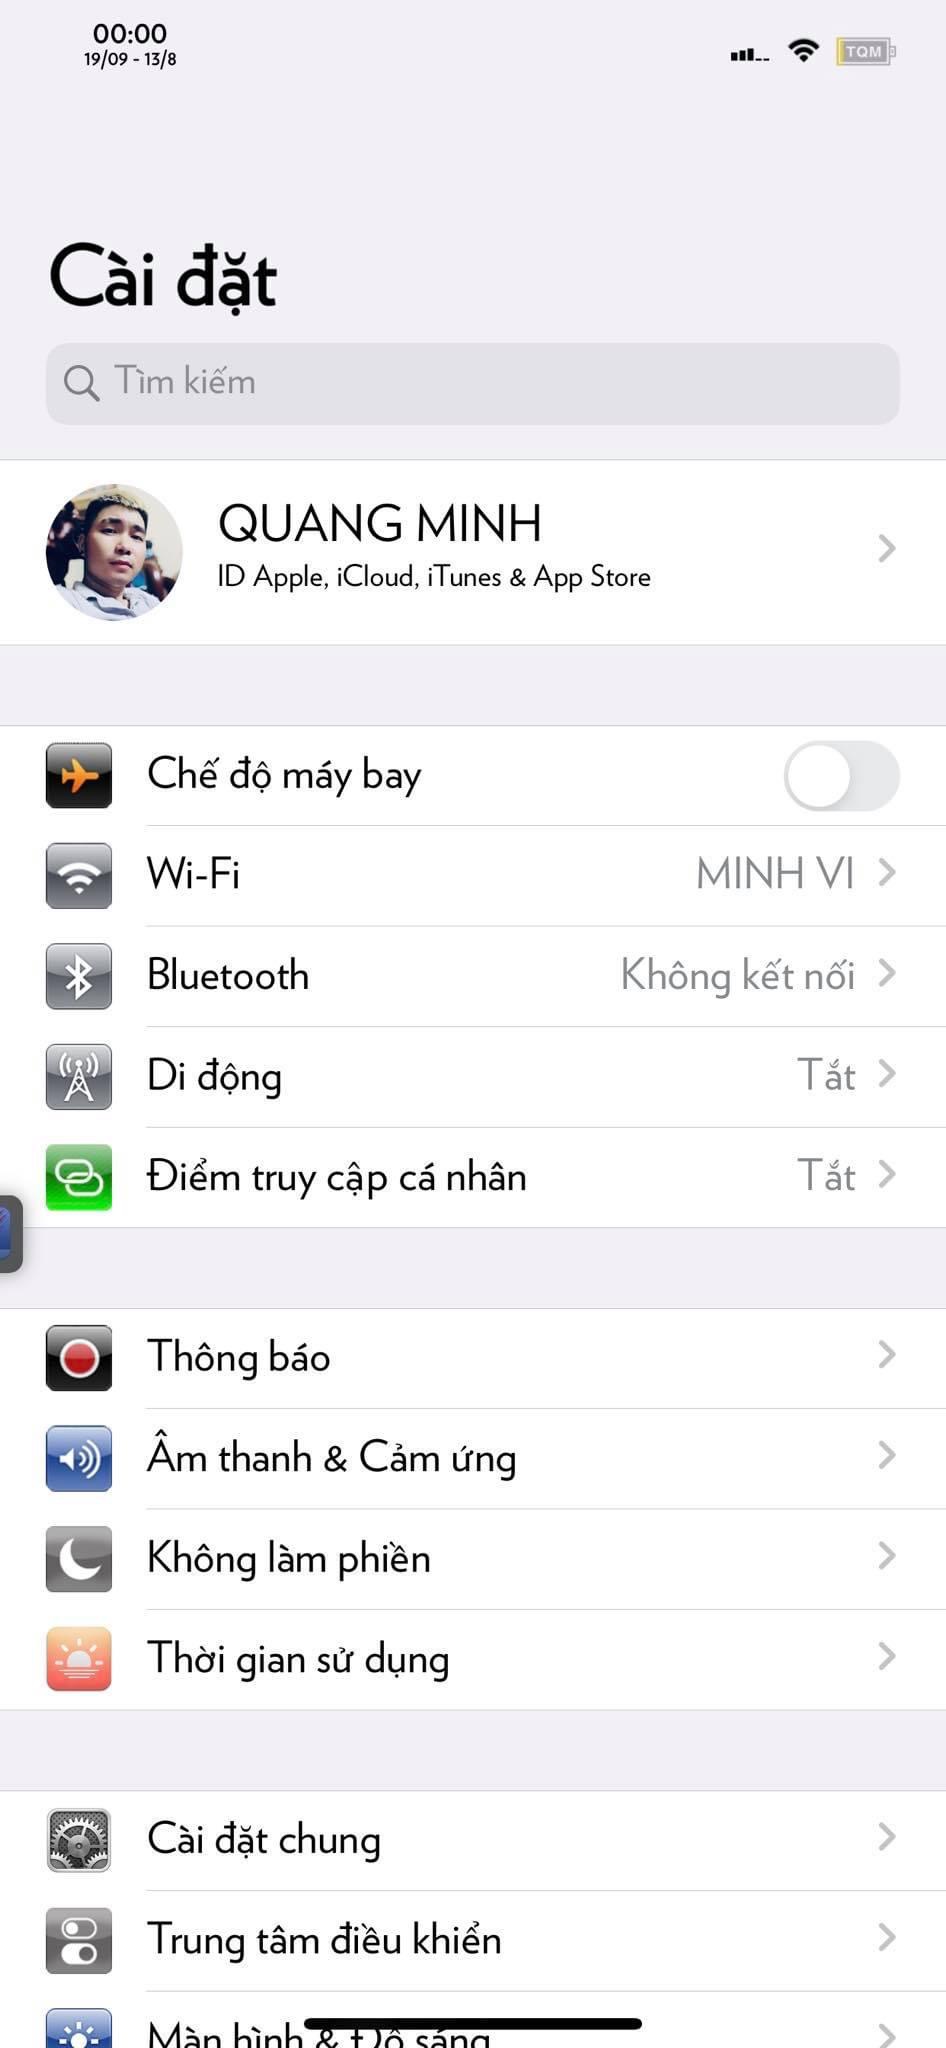 00:00
19/09 - 13/8
TQM
Cài đặt
Tìm kiếm
QUANG MINH
ID Apple, iCloud, iTunes & App Store
Chế độ máy bay
Wi-Fi MINH VI
Bluetooth Không kết nối
Di động Tắt
Điểm truy cập cá nhân Tắt
Thông báo
Âm thanh & Cảm ứng
Không làm phiền
Thời gian sử dụng
Cài đặt chung
Trung tâm điều khiển
Màn hình & Độ sáng